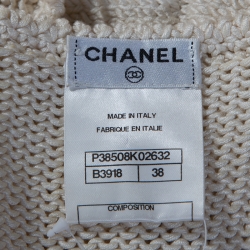 CHANEL
MADE IN ITALY
FABRIQUE EN ITALIE
P38508K02632
B3918 38
COMPOSITION